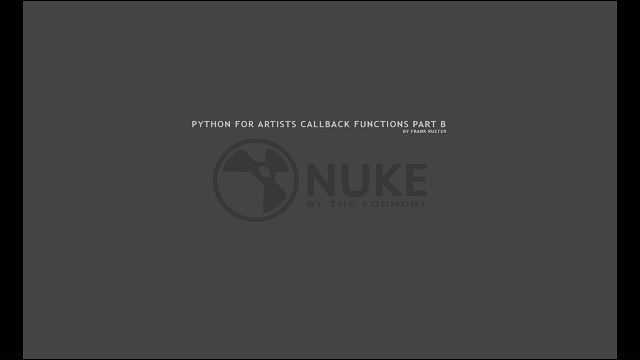 PYTHON FOR ARTISTS CALLBACK FUNCTIONS PART B
BY FRANK RUETER
NUKE
BY THE FOUNDRY